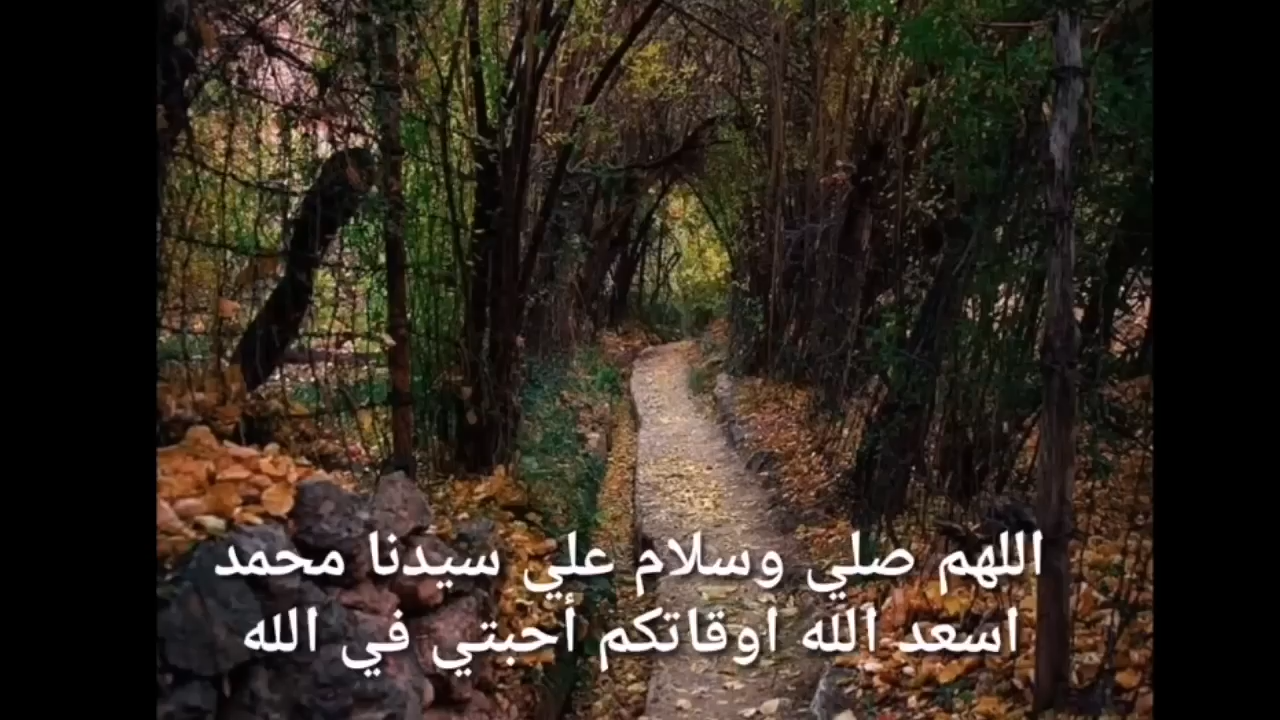 اللهم صلي وسلام علي سيدنا محمد
اسعد الله اوقاتكم أحبتي في الله